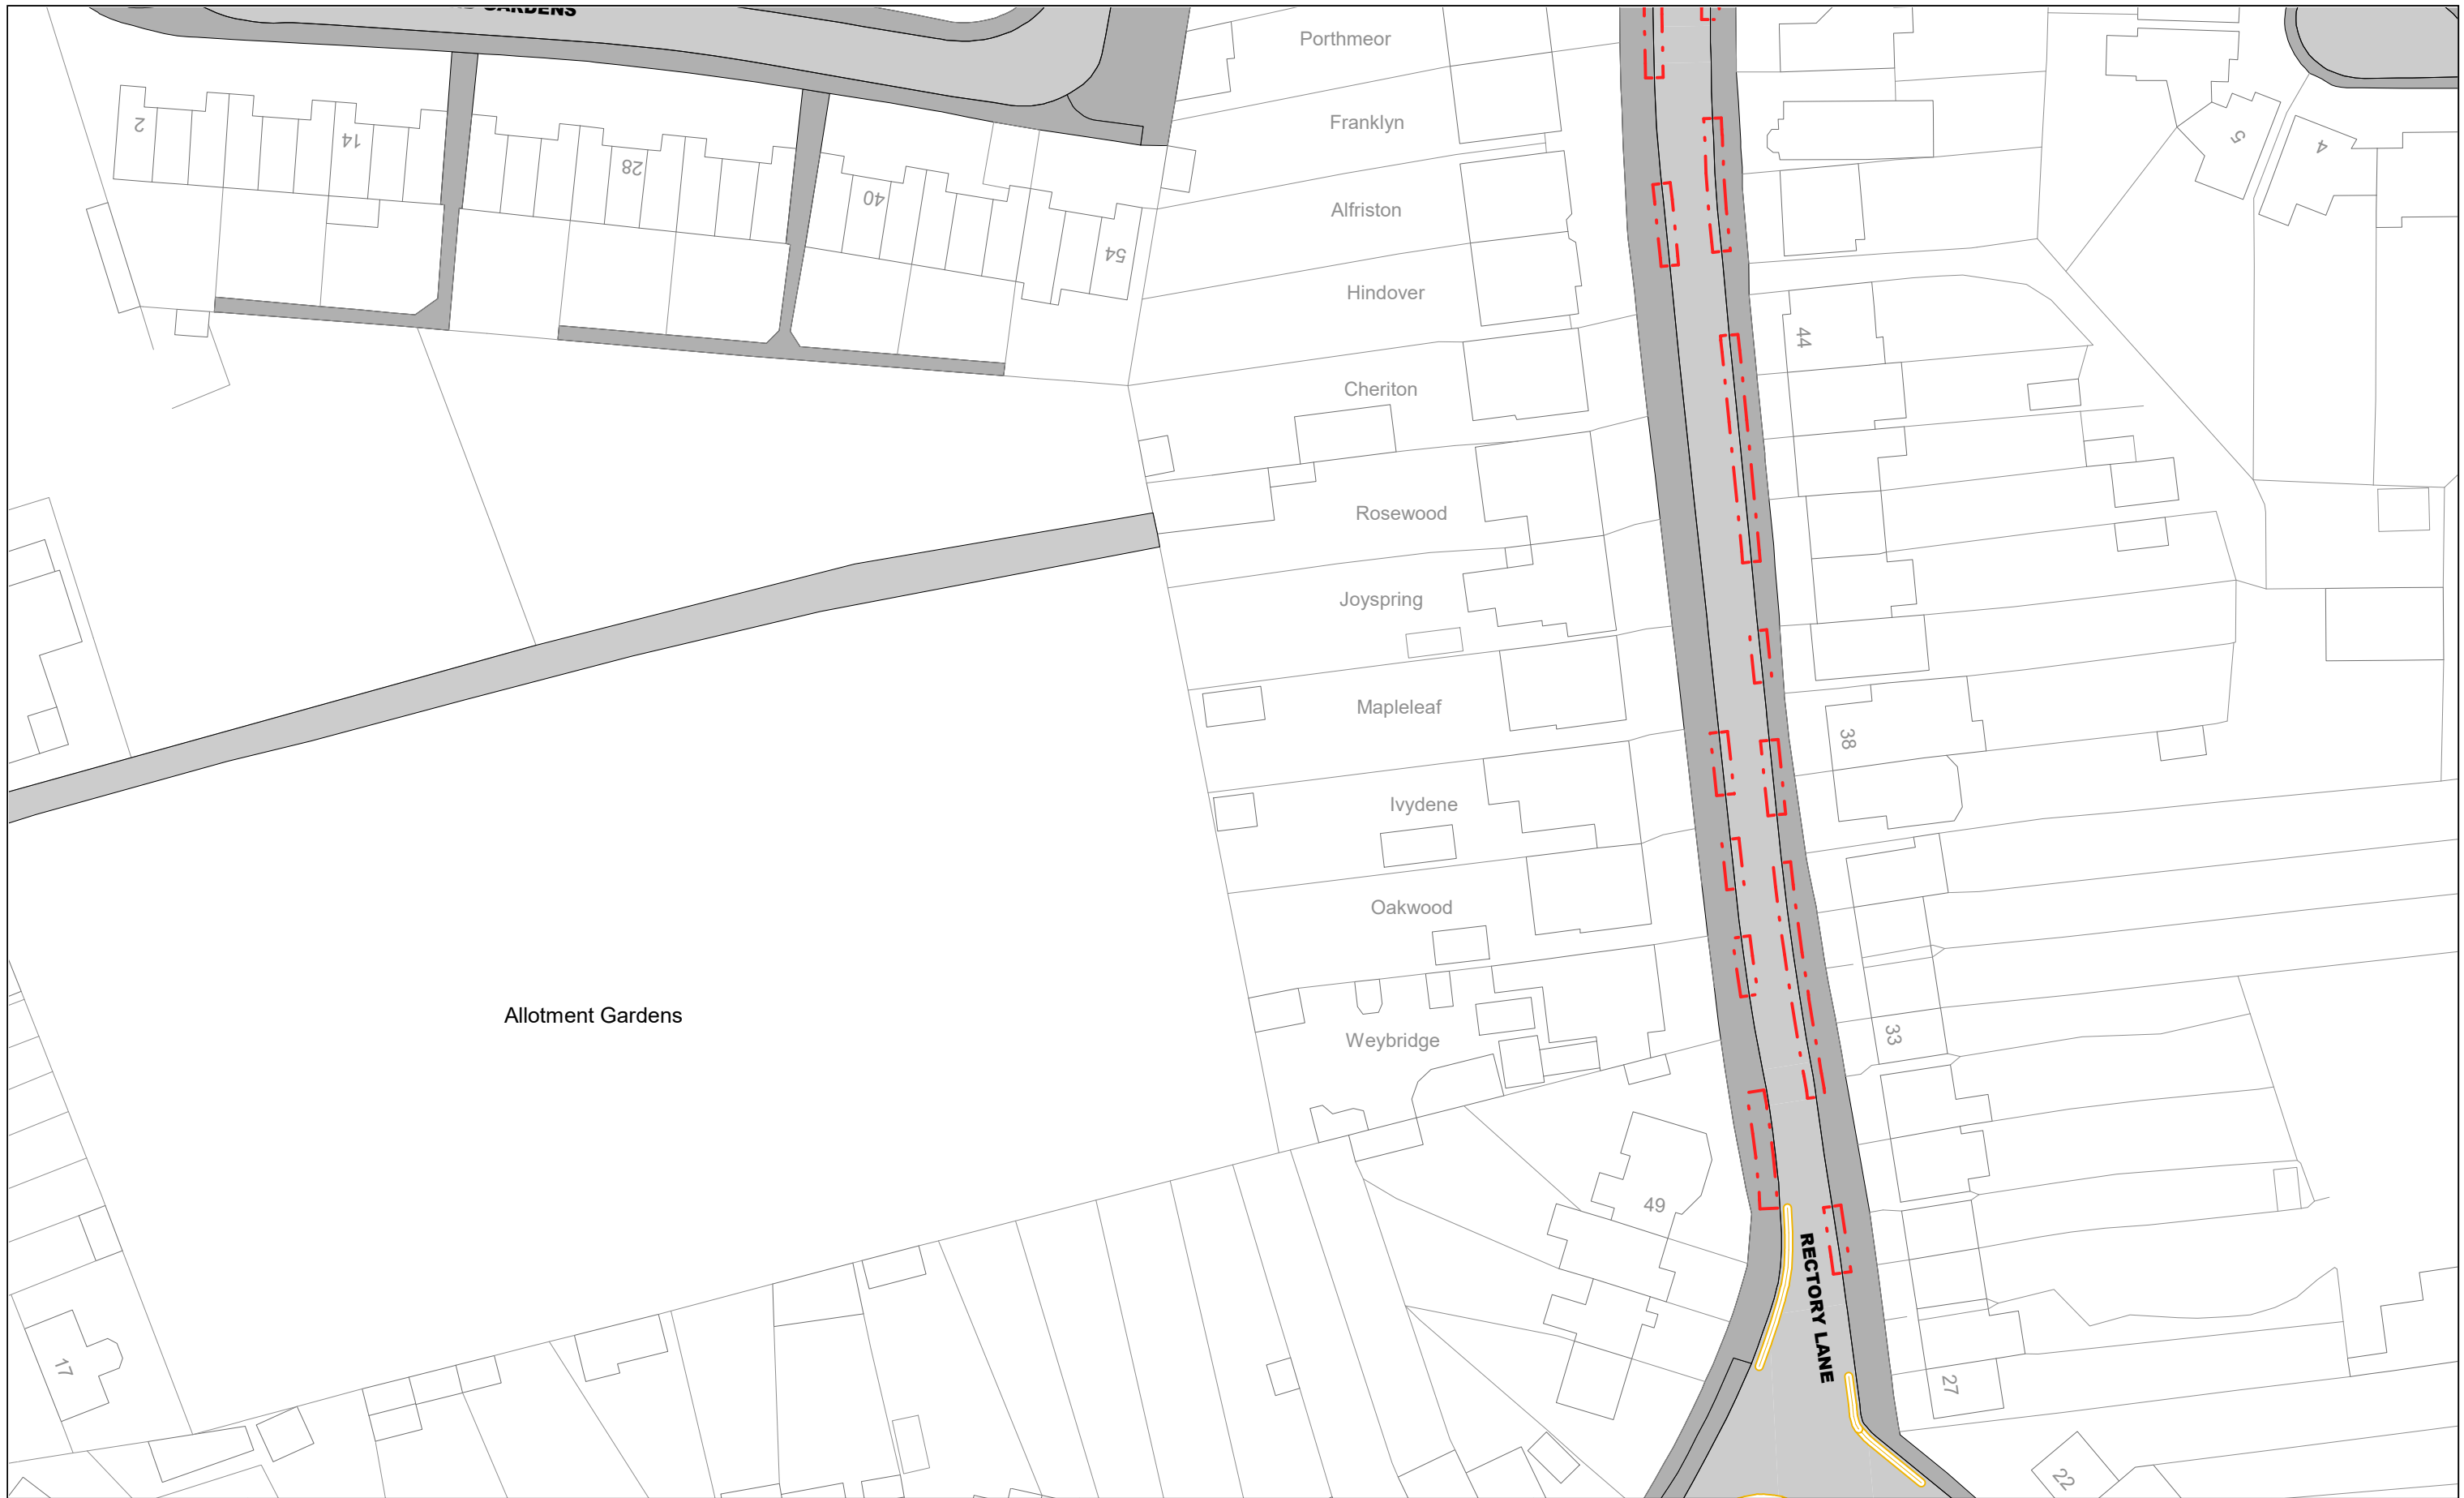 GARDENS
Porthmeor
Franklyn
Alfriston
Hindover
Cheriton
Rosewood
Joyspring
Mapleleaf
Ivydene
Oakwood
Weybridge
2
14
28
40
54
5
4
44
38
33
49
27
22
17
Allotment Gardens
RECTORY LANE